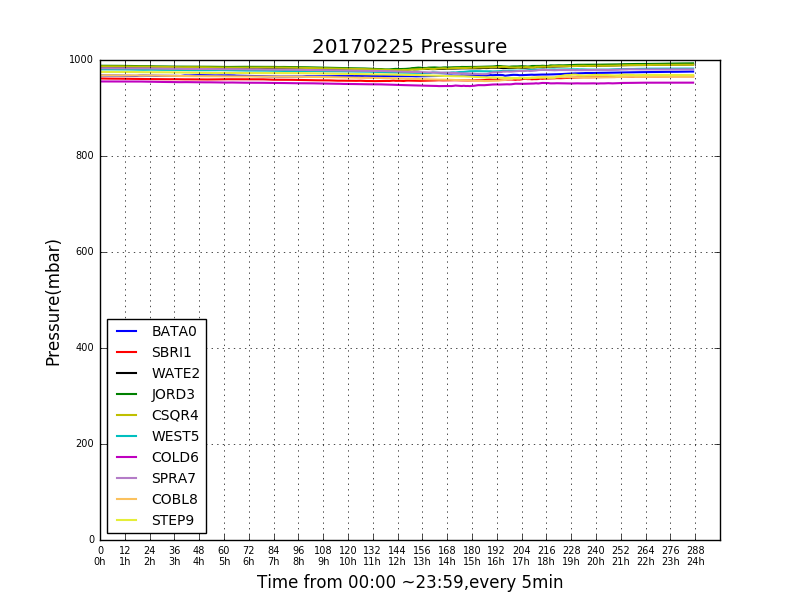 20170225 Pressure
1000
800
600
400
200
0
Pressure(mbar)
BATA0
SBRI1
WATE2
JORD3
CSQR4
WEST5
COLD6
SPRA7
COBL8
STEP9
0 12 24 36 48 60 72 84 96 108 120 132 144 156 168 180 192 204 216 228 240 252 264 276 288
0h 1h 2h 3h 4h 5h 6h 7h 8h 9h 10h 11h 12h 13h 14h 15h 16h 17h 18h 19h 20h 21h 22h 23h 24h
Time from 00:00 ~23:59,every 5min